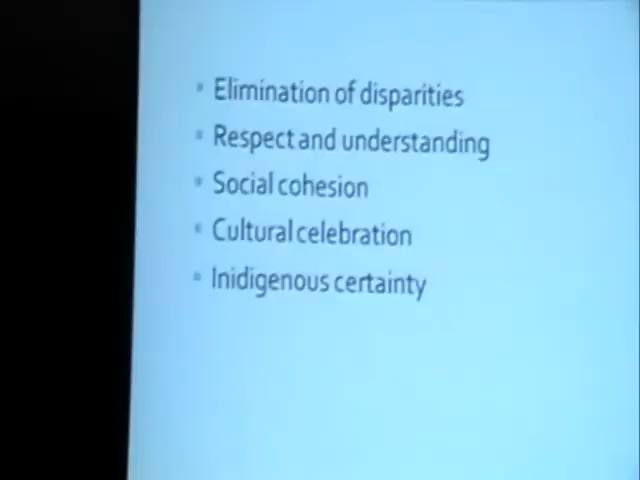 Elimination of disparities
Respect and understanding
Social cohesion
Cultural celebration
Inidigenous certainty